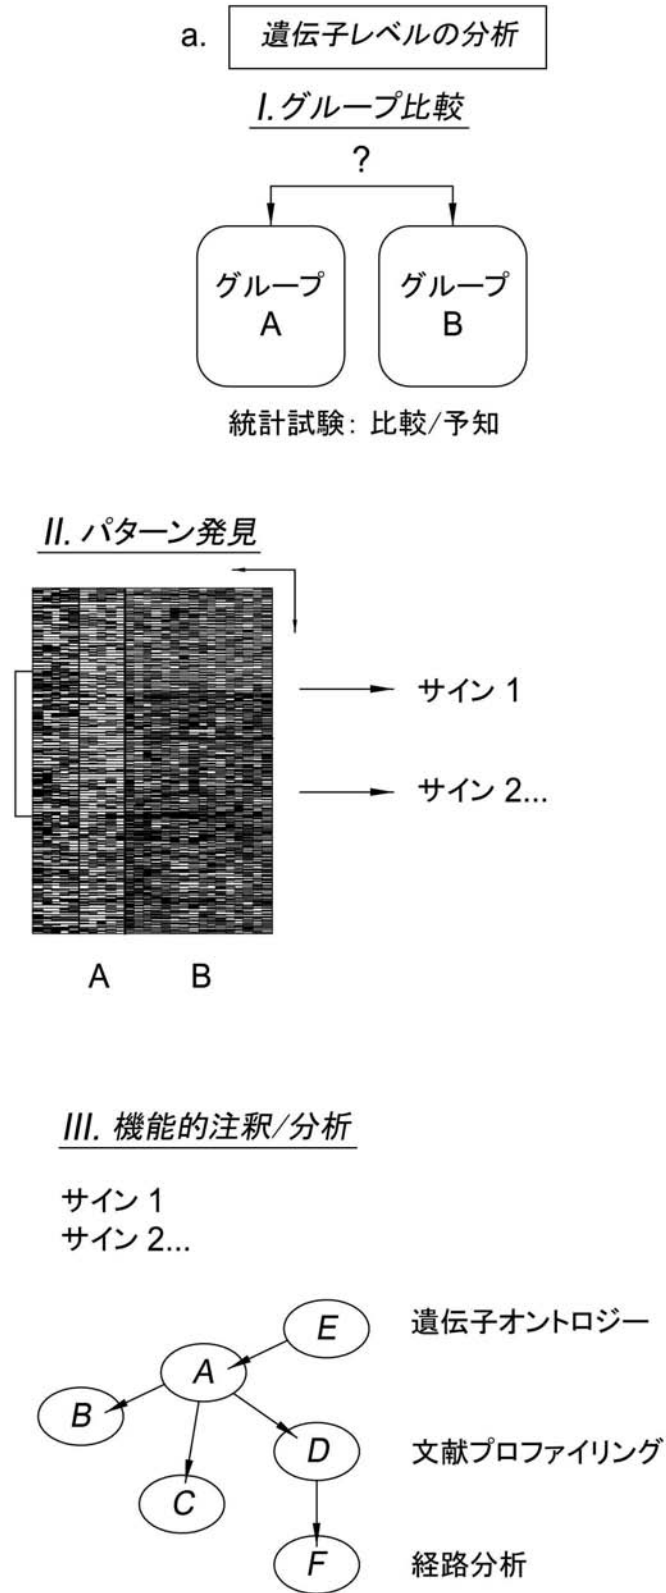 a. 遺伝子レベルの分析
I. グループ比較
?
グループ
A
グループ
B
統計試験: 比較/予知
II. パターン発見
サイン 1
サイン 2...
A
B
III. 機能的注釈/分析
サイン 1
サイン 2...
E
遺伝子オントロジー
A
B
D
文献プロファイリング
C
F
経路分析